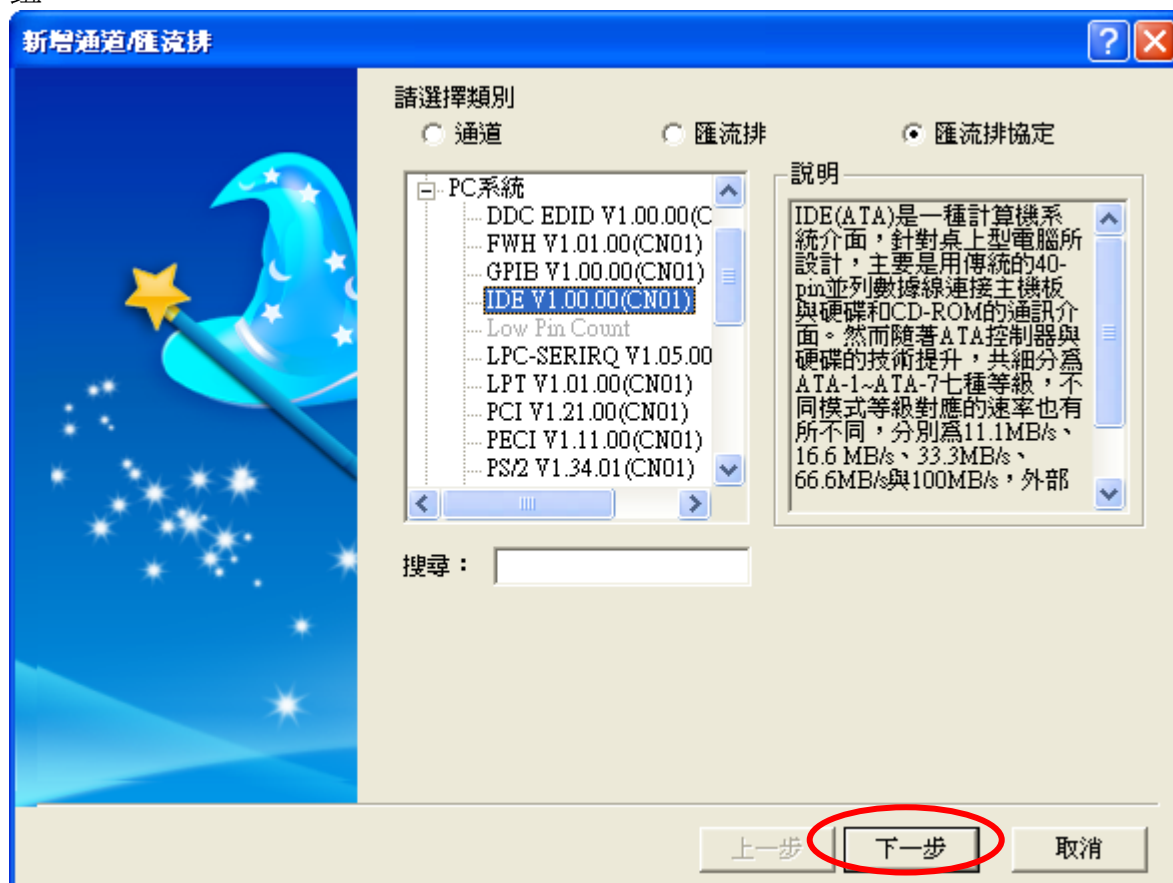 新增通道/匯流排
請選擇類別
通道
匯流排
匯流排協定
PC系統
DDC EDID V1.00.00(C
FWH V1.01.00(CN01)
GPIB V1.00.00(CN01)
IDE V1.00.00(CN01)
Low Pin Count
LPC-SERIRQ V1.05.00
LPT V1.01.00(CN01)
PCI V1.21.00(CN01)
PECI V1.11.00(CN01)
PS/2 V1.34.01(CN01)
說明
IDE(ATA)是一種計算機系
統介面，針對桌上型電腦所
設計，主要是用傳統的40-
pin並列數據線連接主機板
與硬碟和CD-ROM的通訊介
面。然而隨著ATA控制器與
硬碟的技術提升，共細分為
ATA-1~ATA-7七種等級，不
同模式等級對應的速率也有
所不同，分別為11.1MB/s、
16.6 MB/s、33.3MB/s、
66.6MB/s與100MB/s，外部
搜尋：
上一步
下一步
取消